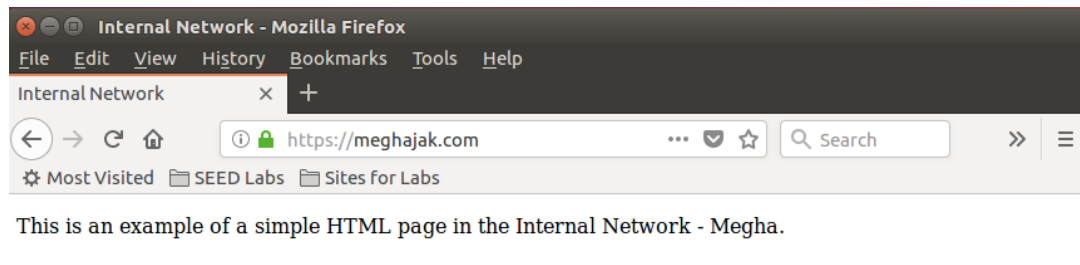 Internal Network - Mozilla Firefox
File Edit View History Bookmarks Tools Help
Internal Network
https://meghajak.com
Search
Most Visited SEED Labs Sites for Labs
This is an example of a simple HTML page in the Internal Network - Megha.